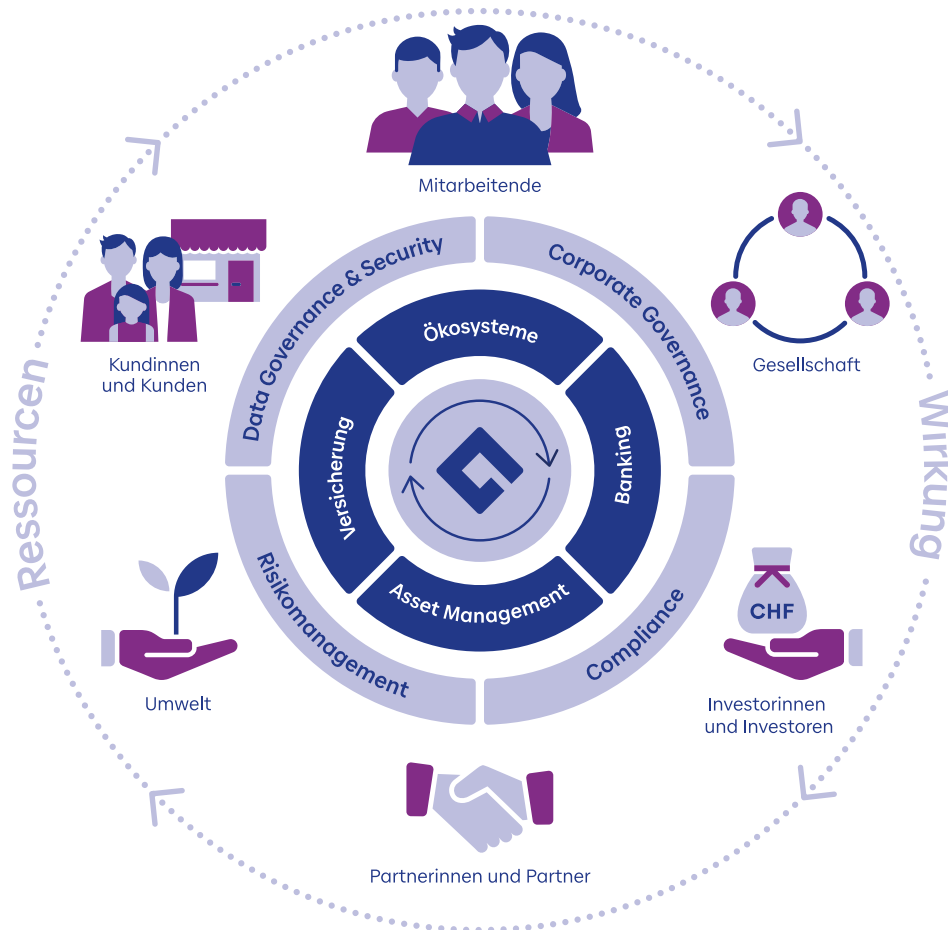 Mitarbeitende
Kundinnen
und Kunden
Gesellschaft
Data Governance & Security
Corporate Governance
Ökosysteme
Versicherung
Banking
Asset Management
Risikomanagement
Compliance
Ressourcen
Wirkung
Umwelt
CHF
Investorinnen
und Investoren
Partnerinnen und Partner